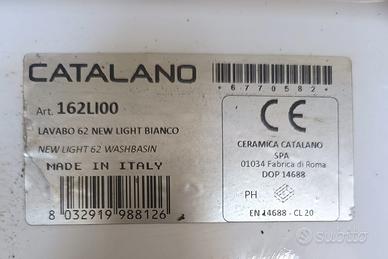 CATALANO
*6770582*
Art. 162LI00
LAVABO 62 NEW LIGHT BIANCO
NEW LIGHT 62 WASHBASIN
MADE IN ITALY
8 032919 988126
CE
CERAMICA CATALANO
SPA
01034 Fabrica di Roma
DOP 14688
PH
EN 14688 - CL 20
subito